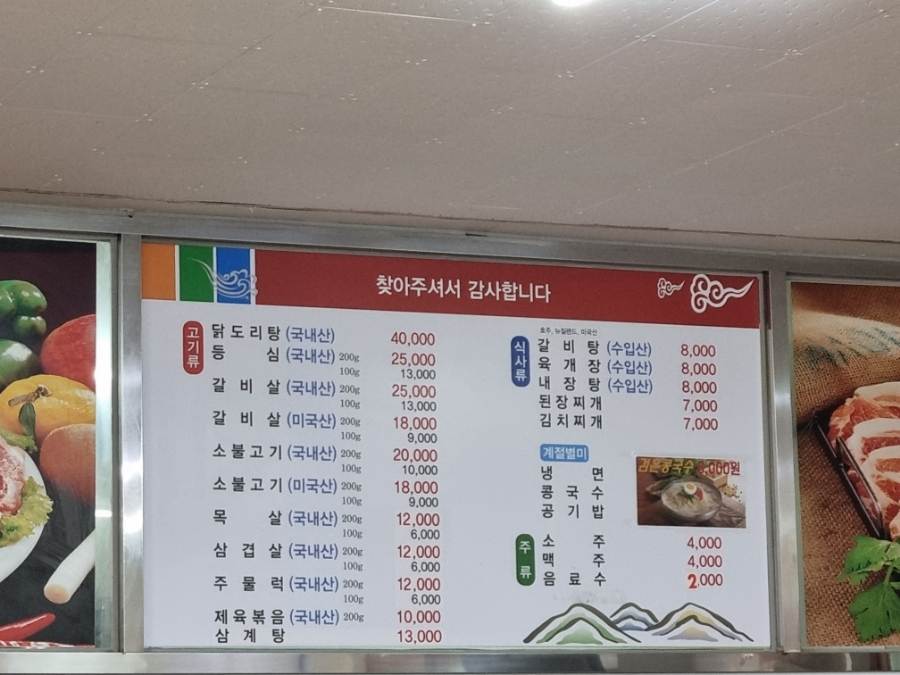 찾아주셔서 감사합니다
고기류
닭도리탕 (국내산) 40,000
등심 (국내산) 200g 25,000
100g 13,000
갈비살 (국내산) 200g 25,000
100g 13,000
갈비살 (미국산) 200g 18,000
100g 9,000
소불고기 (국내산) 200g 20,000
100g 10,000
소불고기 (미국산) 200g 18,000
100g 9,000
목살 (국내산) 200g 12,000
100g 6,000
삼겹살 (국내산) 200g 12,000
100g 6,000
주물럭 (국내산) 200g 12,000
100g 6,000
제육볶음 (국내산) 200g 10,000
삼계탕 13,000
식사류
호주, 뉴질랜드, 미국산
갈비탕 (수입산) 8,000
육개장 (수입산) 8,000
내장탕 (수입산) 8,000
된장찌개 7,000
김치찌개 7,000
계절별미
냉면
콩국수
공기밥
검은콩국수
주류
소주 4,000
맥주 4,000
음료수 2,000